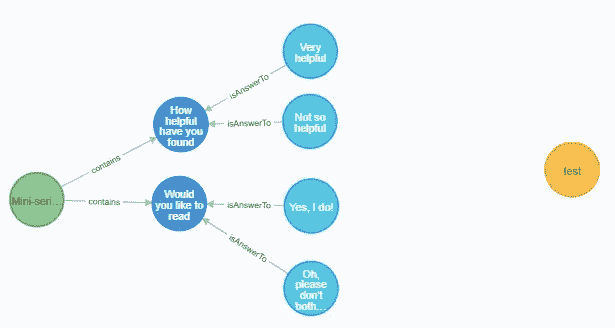 Very
helpful
isAnswerTo
How
helpful
have you
found
isAnswerTo
Not so
helpful
contains
test
Mini-seri...
contains
Would
you like to
read
isAnswerTo
Yes, I do!
isAnswerTo
Oh,
please
don't
both...